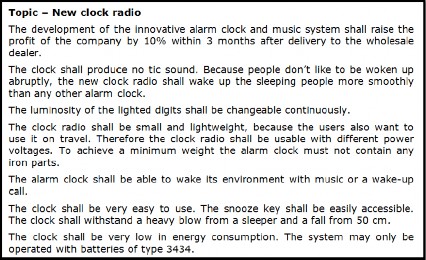 Topic – New clock radio
The development of the innovative alarm clock and music system shall raise the
profit of the company by 10% within 3 months after delivery to the wholesale
dealer.
The clock shall produce no tic sound. Because people don't like to be woken up
abruptly, the new clock radio shall wake up the sleeping people more smoothly
than any other alarm clock.
The luminosity of the lighted digits shall be changeable continuously.
The clock radio shall be small and lightweight, because the users also want to
use it on travel. Therefore the clock radio shall be usable with different power
voltages. To achieve a minimum weight the alarm clock must not contain any
iron parts.
The alarm clock shall be able to wake its environment with music or a wake-up
call.
The clock shall be very easy to use. The snooze key shall be easily accessible.
The clock shall withstand a heavy blow from a sleeper and a fall from 50 cm.
The clock shall be very low in energy consumption. The system may only be
operated with batteries of type 3434.